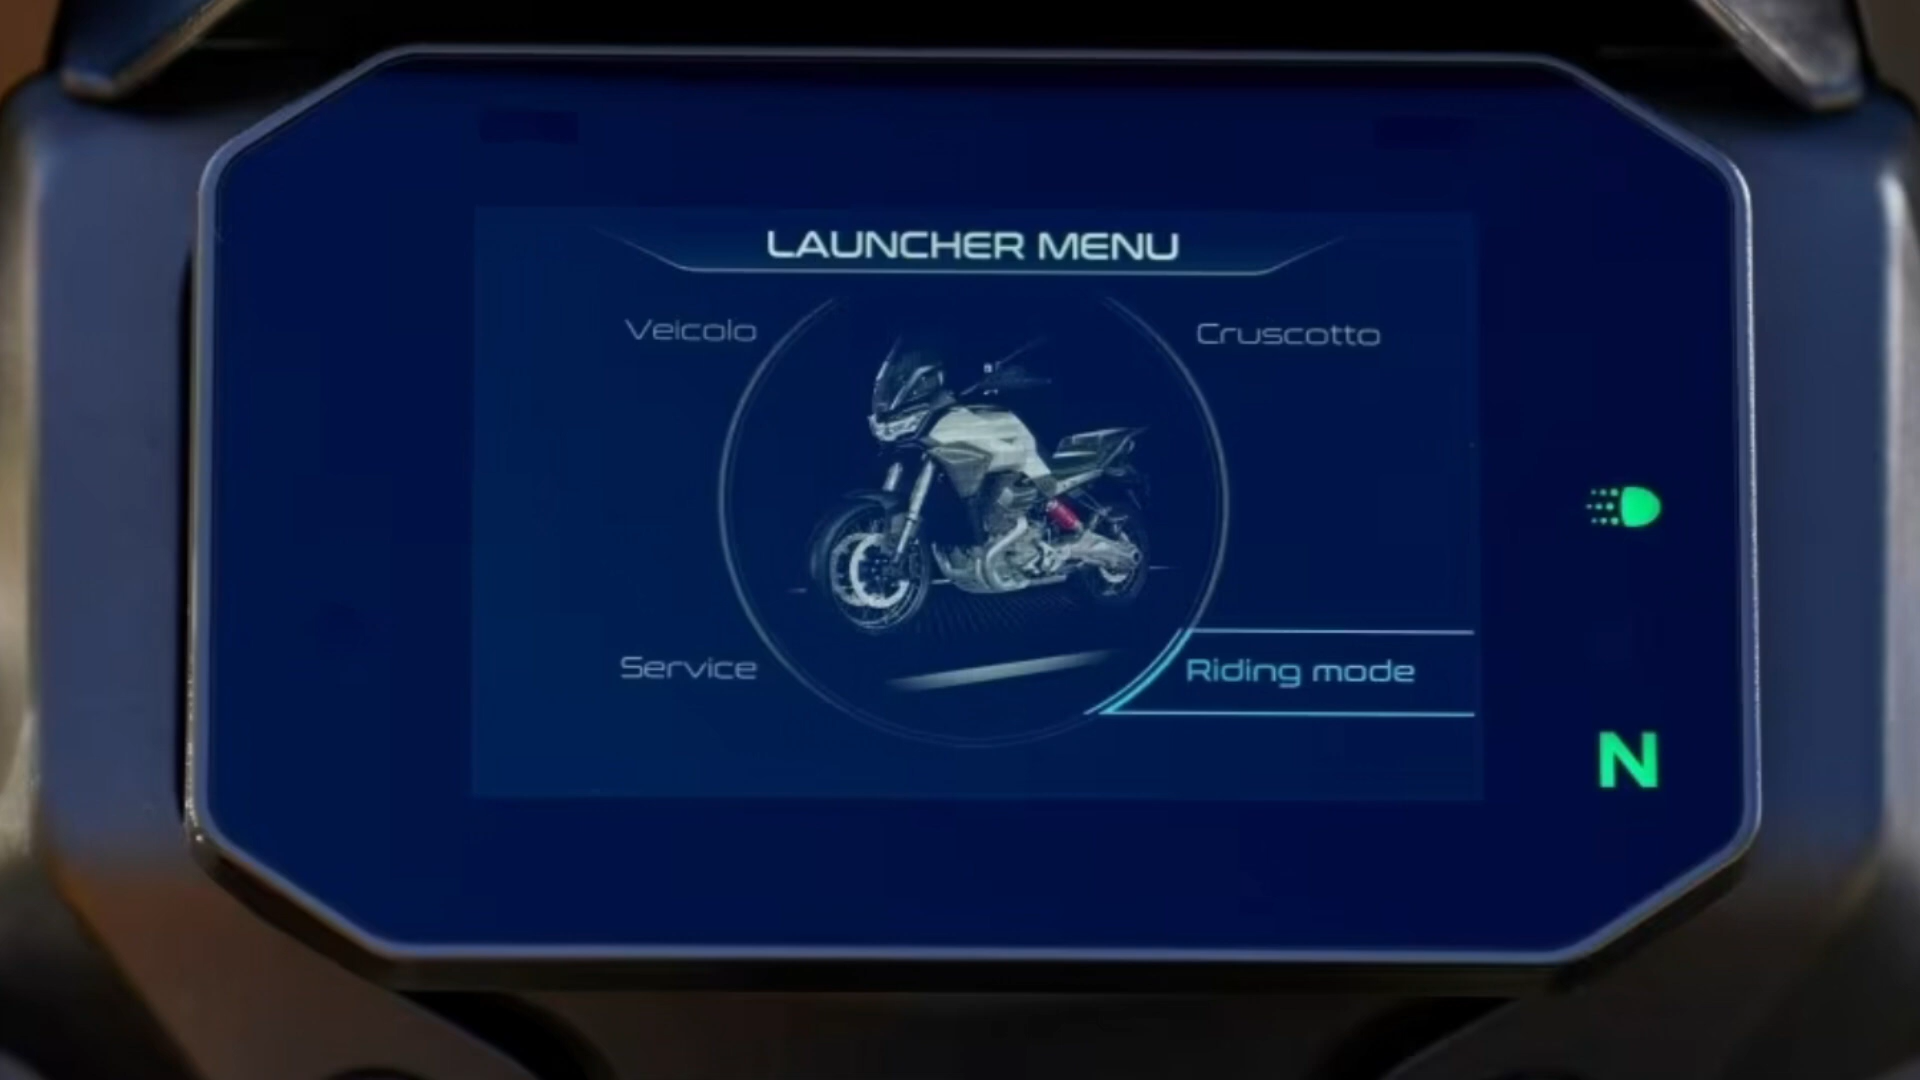 LAUNCHER MENU
Veicolo
Cruscotto
Service
Riding mode
N